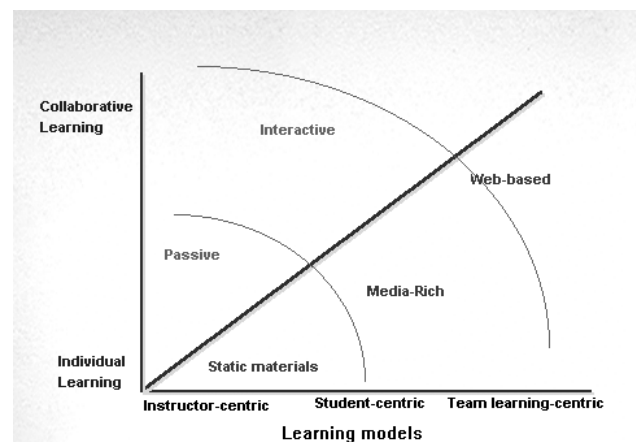 Collaborative
Learning
Interactive
Web-based
Passive
Media-Rich
Individual
Learning
Static materials
Instructor-centric
Student-centric
Team learning-centric
Learning models